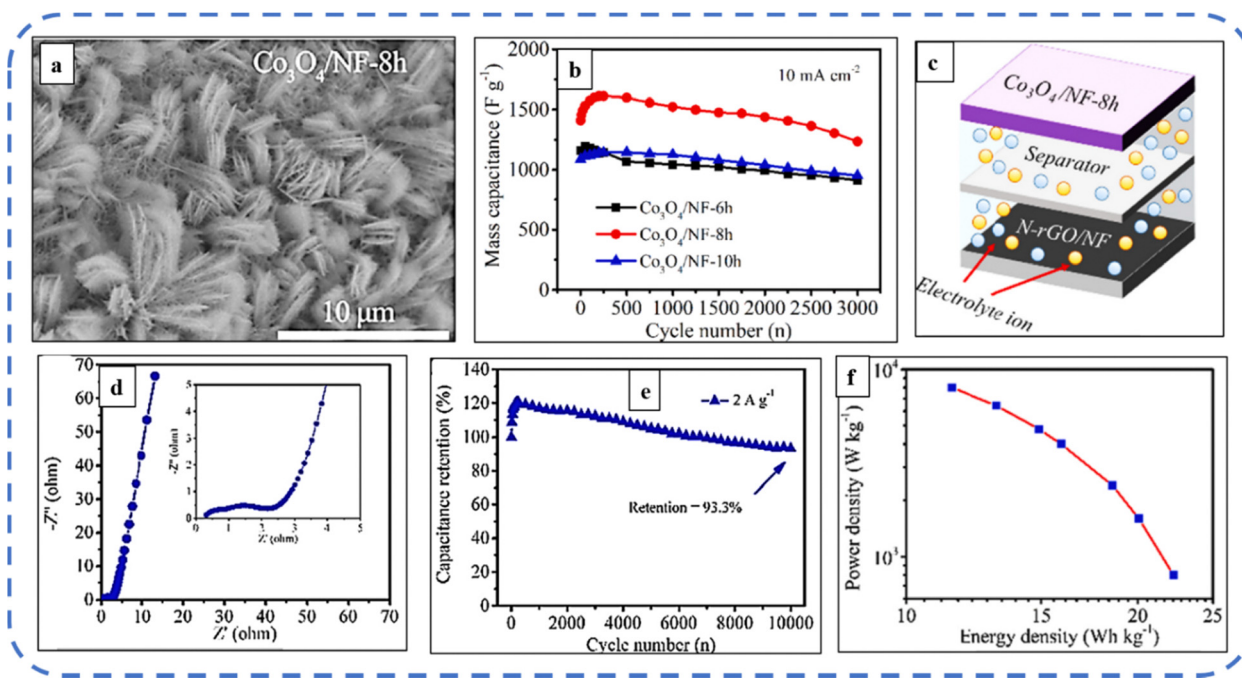 a
Co₃O₄/NF-8h
10 μm
b
10 mA cm⁻²
Mass capacitance (F g⁻¹)
2000
1500
1000
500
0
Co₃O₄/NF-6h
Co₃O₄/NF-8h
Co₃O₄/NF-10h
0 500 1000 1500 2000 2500 3000
Cycle number (n)
c
Co₃O₄/NF-8h
Separator
N-rGO/NF
Electrolyte ion
d
-Z'' (ohm)
70
60
50
40
30
20
10
0
0 10 20 30 40 50 60 70
Z' (ohm)
-Z'' (ohm)
5
4
3
2
1
0
0 1 2 3 4 5
Z' (ohm)
e
Capacitance retention (%)
140
120
100
80
60
40
20
0
2 A g⁻¹
Retention = 93.3%
0 2000 4000 6000 8000 10000
Cycle number (n)
f
Power density (W kg⁻¹)
10⁴
10³
10 15 20 25
Energy density (Wh kg⁻¹)